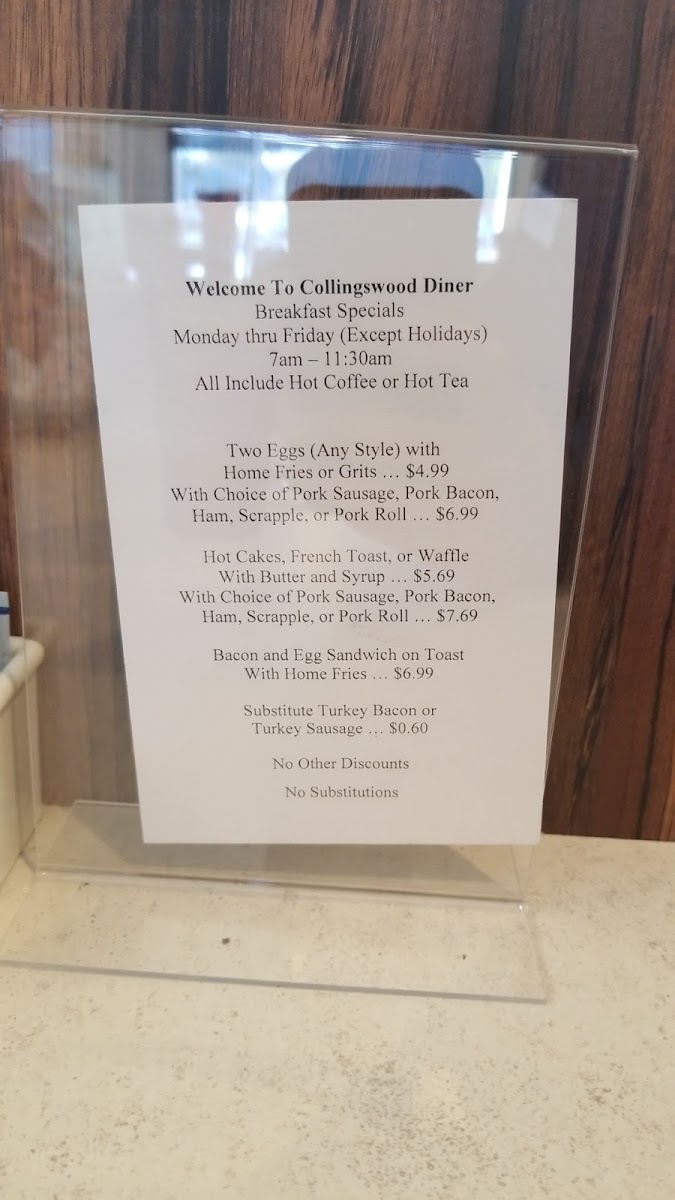 Welcome To Collingswood Diner
Breakfast Specials
Monday thru Friday (Except Holidays)
7am – 11:30am
All Include Hot Coffee or Hot Tea
Two Eggs (Any Style) with
Home Fries or Grits … $4.99
With Choice of Pork Sausage, Pork Bacon,
Ham, Scrapple, or Pork Roll … $6.99
Hot Cakes, French Toast, or Waffle
With Butter and Syrup … $5.69
With Choice of Pork Sausage, Pork Bacon,
Ham, Scrapple, or Pork Roll … $7.69
Bacon and Egg Sandwich on Toast
With Home Fries … $6.99
Substitute Turkey Bacon or
Turkey Sausage … $0.60
No Other Discounts
No Substitutions